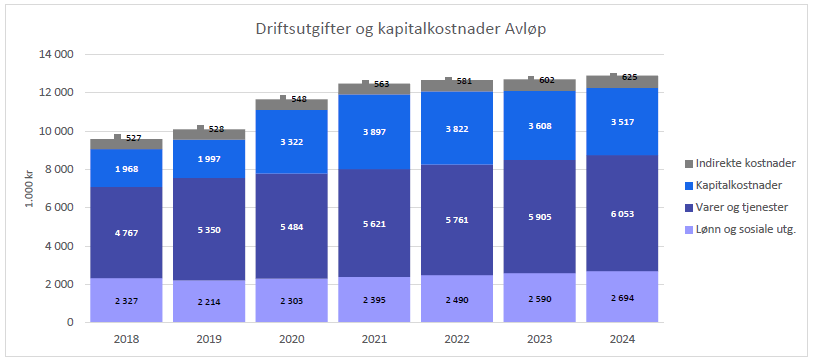 Driftsutgifter og kapitalkostnader Avløp
1.000 kr
14 000
12 000
10 000
8 000
6 000
4 000
2 000
0
527 528 548 563 581 602 625
1 968 1 997 3 322 3 897 3 822 3 608 3 517
4 767 5 350 5 484 5 621 5 761 5 905 6 053
2 327 2 214 2 303 2 395 2 490 2 590 2 694
2018 2019 2020 2021 2022 2023 2024
Indirekte kostnader
Kapitalkostnader
Varer og tjenester
Lønn og sosiale utg.